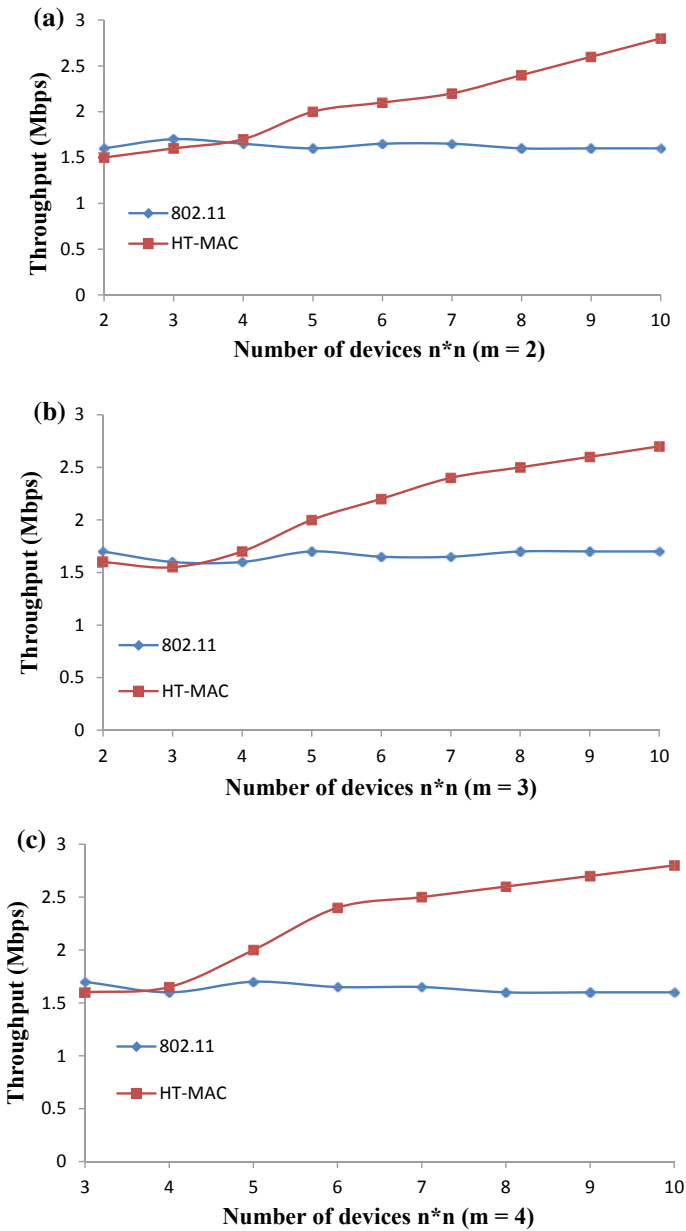 (a)
3
2.5
2
1.5
1
0.5
0
Throughput (Mbps)
802.11
HT-MAC
2 3 4 5 6 7 8 9 10
Number of devices n*n (m = 2)
(b)
3
2.5
2
1.5
1
0.5
0
Throughput (Mbps)
802.11
HT-MAC
2 3 4 5 6 7 8 9 10
Number of devices n*n (m = 3)
(c)
3
2.5
2
1.5
1
0.5
0
Throughput (Mbps)
802.11
HT-MAC
3 4 5 6 7 8 9 10
Number of devices n*n (m = 4)